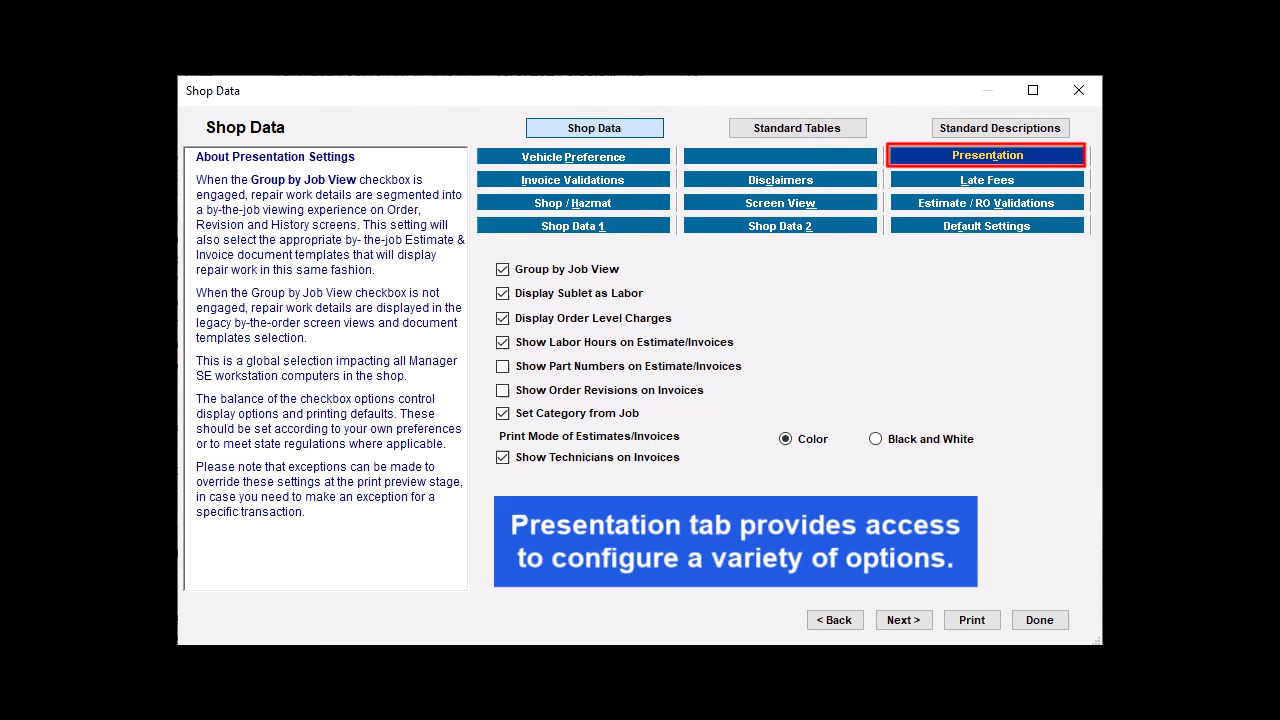 Shop Data
Shop Data
Shop Data
Standard Tables
Standard Descriptions
Vehicle Preference
Presentation
Invoice Validations
Disclaimers
Late Fees
Shop / Hazmat
Screen View
Estimate / RO Validations
Shop Data 1
Shop Data 2
Default Settings
About Presentation Settings
When the Group by Job View checkbox is
engaged, repair work details are segmented into
a by-the-job viewing experience on Order,
Revision and History screens. This setting will
also select the appropriate by- the-job Estimate &
Invoice document templates that will display
repair work in this same fashion.
When the Group by Job View checkbox is not
engaged, repair work details are displayed in the
legacy by-the-order screen views and document
templates selection.
This is a global selection impacting all Manager
SE workstation computers in the shop.
The balance of the checkbox options control
display options and printing defaults. These
should be set according to your own preferences
or to meet state regulations where applicable.
Please note that exceptions can be made to
override these settings at the print preview stage,
in case you need to make an exception for a
specific transaction.
Group by Job View
Display Sublet as Labor
Display Order Level Charges
Show Labor Hours on Estimate/Invoices
Show Part Numbers on Estimate/Invoices
Show Order Revisions on Invoices
Set Category from Job
Print Mode of Estimates/Invoices
Color
Black and White
Show Technicians on Invoices
Presentation tab provides access
to configure a variety of options.
< Back
Next >
Print
Done